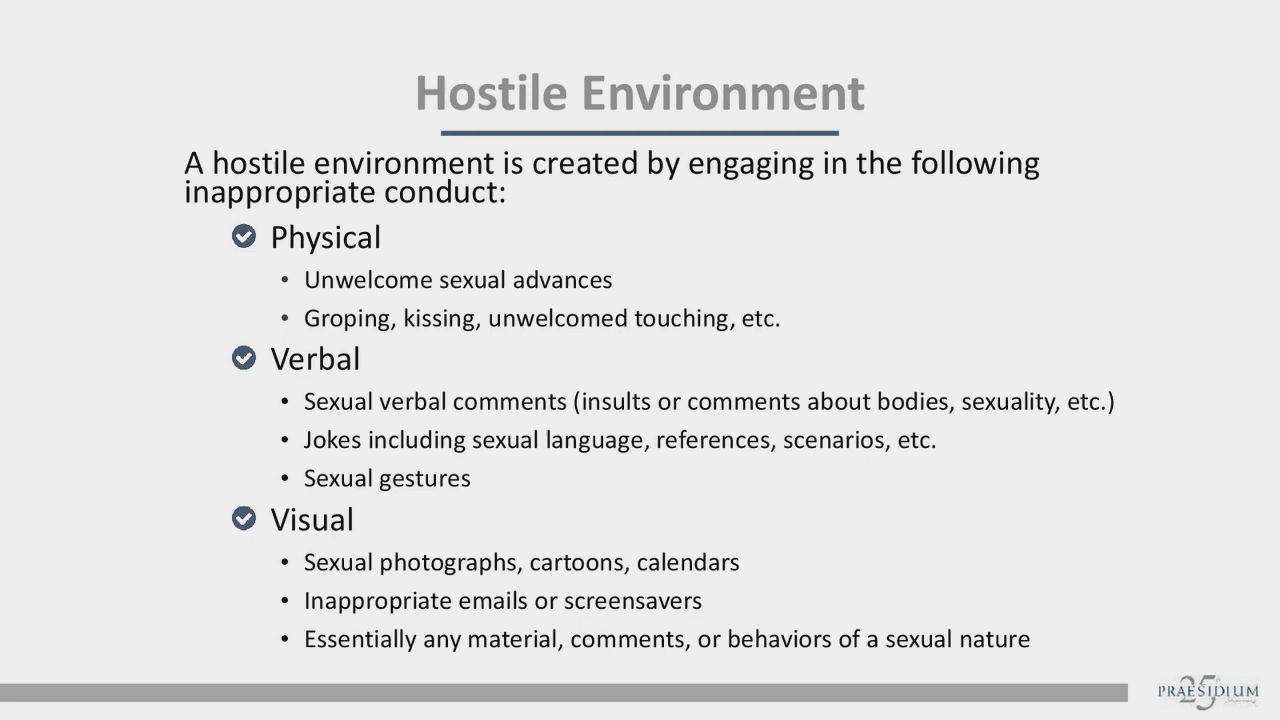 Hostile Environment
A hostile environment is created by engaging in the following
inappropriate conduct:
Physical
• Unwelcome sexual advances
• Groping, kissing, unwelcomed touching, etc.
Verbal
• Sexual verbal comments (insults or comments about bodies, sexuality, etc.)
• Jokes including sexual language, references, scenarios, etc.
• Sexual gestures
Visual
• Sexual photographs, cartoons, calendars
• Inappropriate emails or screensavers
• Essentially any material, comments, or behaviors of a sexual nature
25
PRAESIDIUM